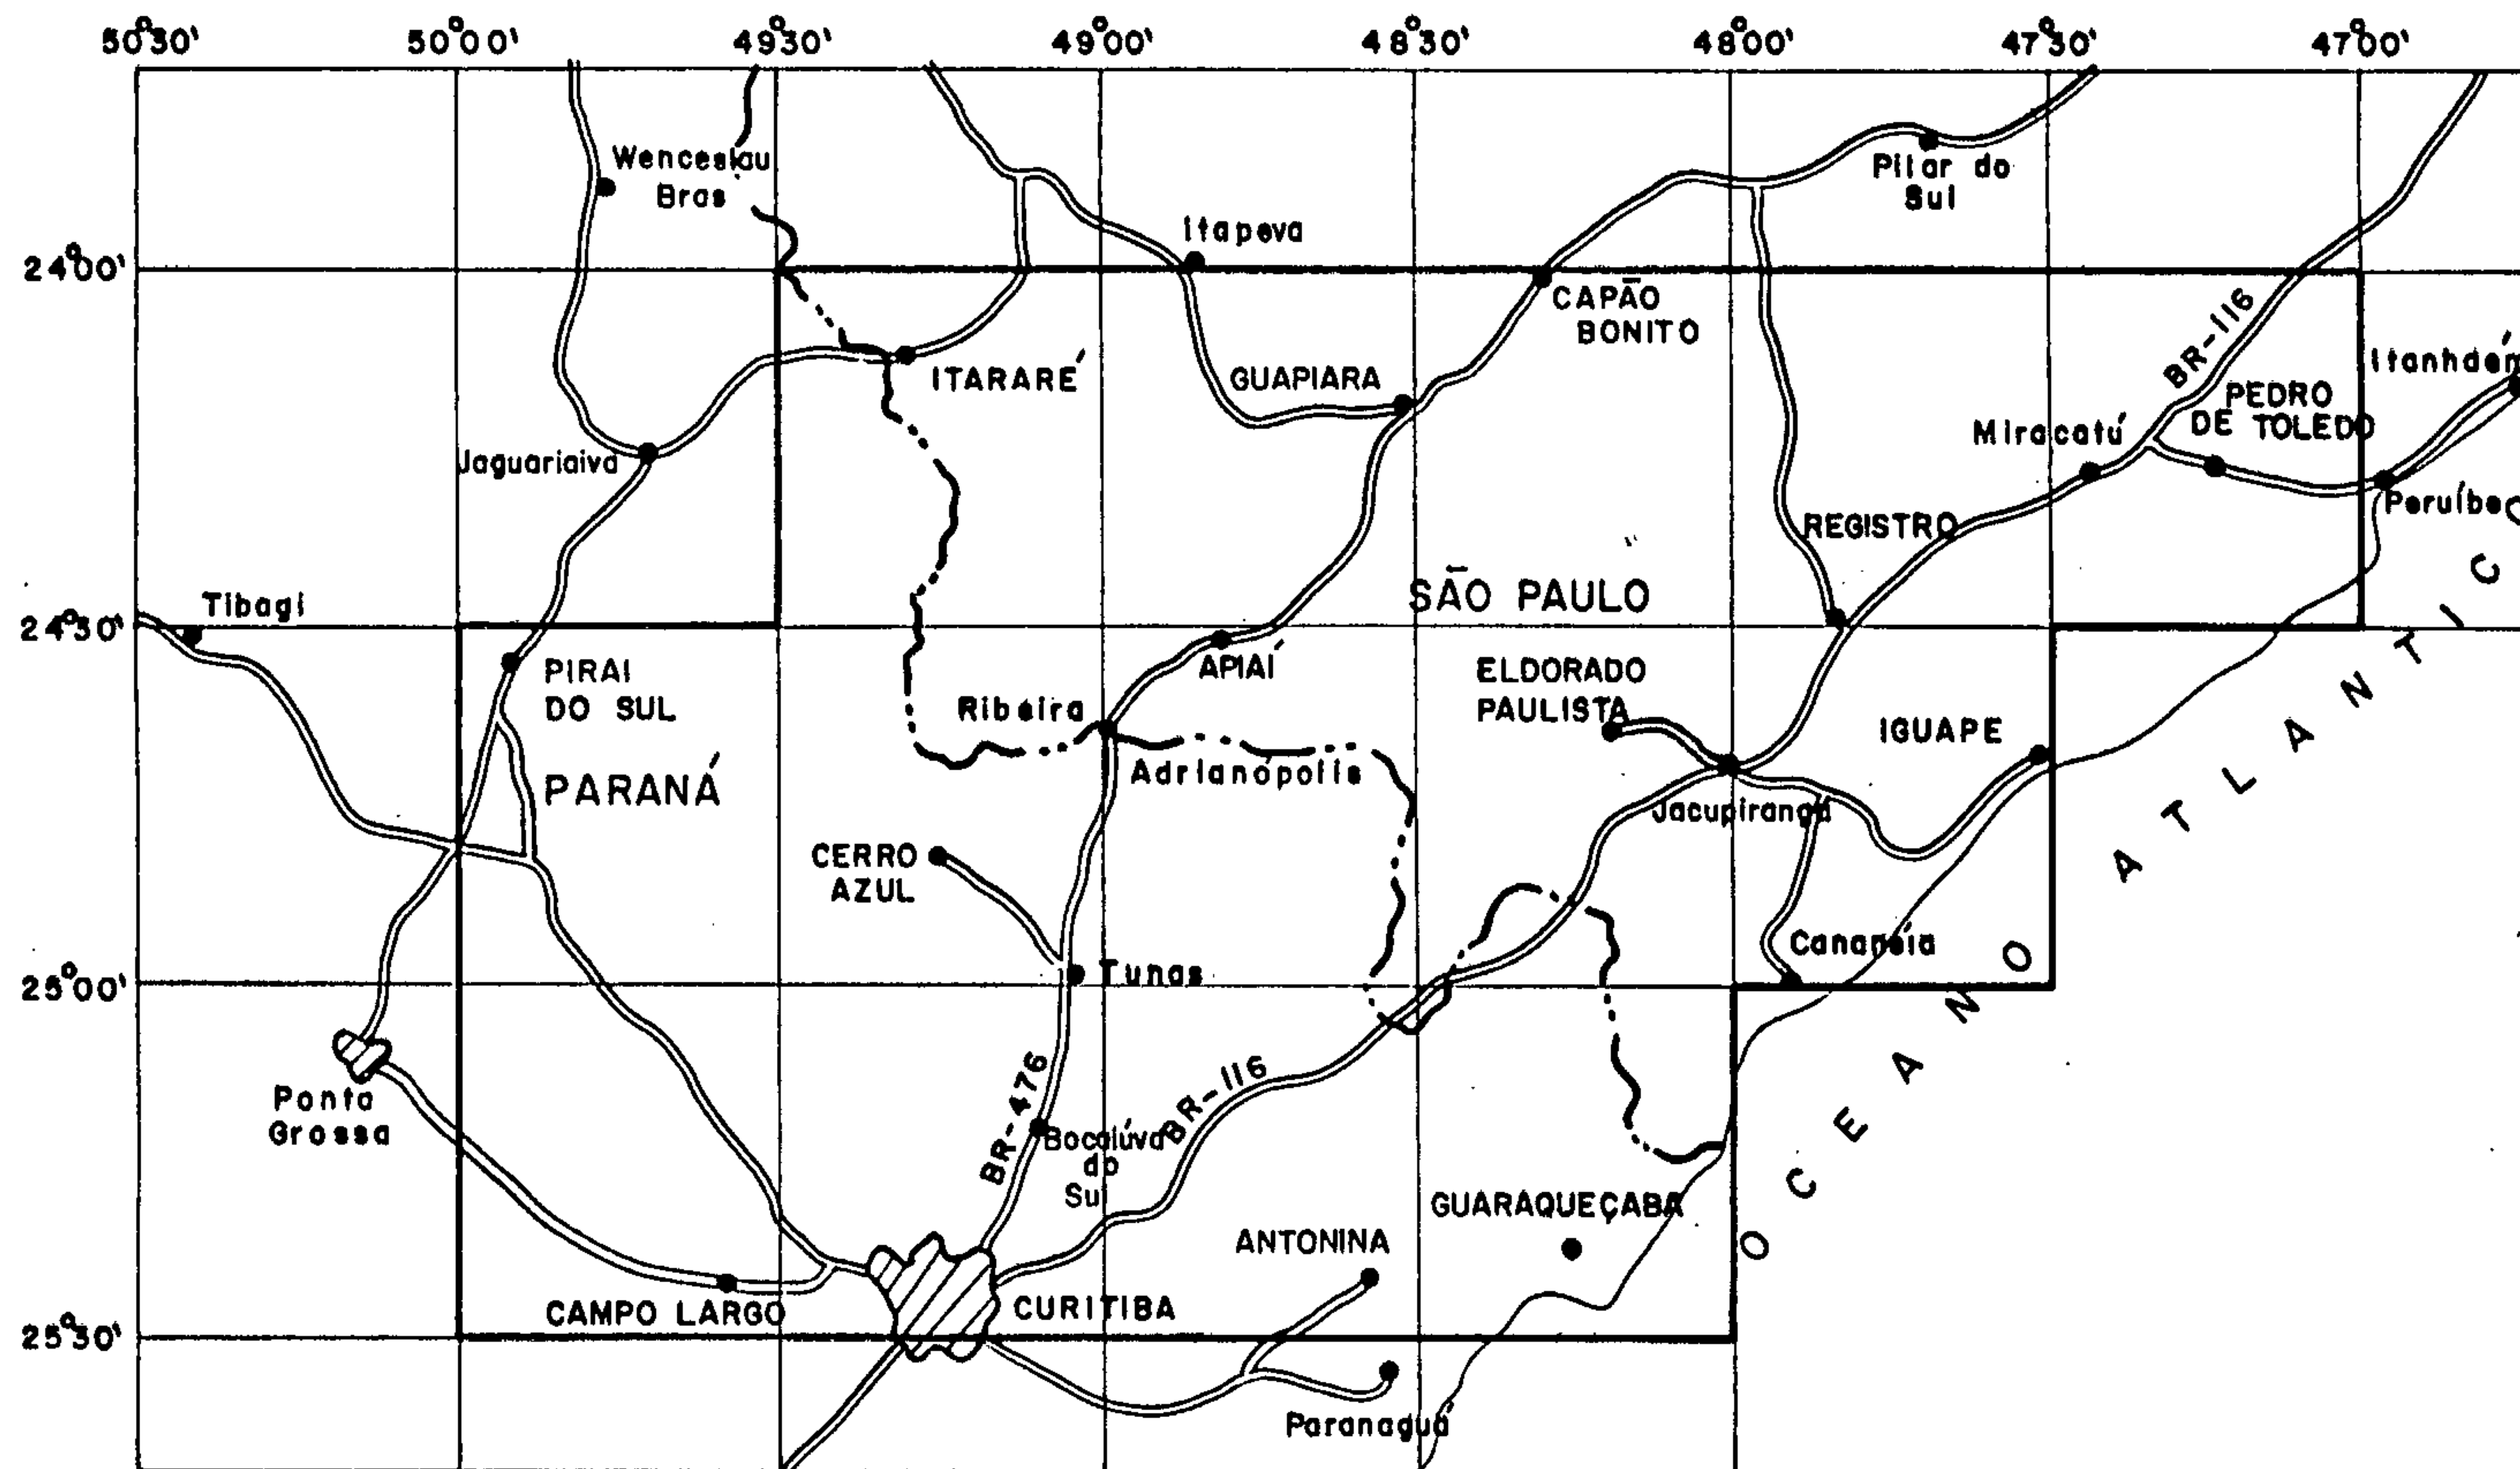 50°30' 50°00' 49°30' 49°00' 48°30' 48°00' 47°30' 47°00'
Wenceslau
Bras
Pilar do
Sul
Itapeva
24°00'
CAPÃO
BONITO
BR-116
ITARARÉ
GUAPIARA
PEDRO
DE TOLEDO
Miracatú
Jaguariaiva
Peruíbe
REGISTRO
SÃO PAULO
Tibagi
24°30'
PIRAI
DO SUL
APIAÍ
ELDORADO
PAULISTA
Ribeira
IGUAPE
Adrianópolis
PARANÁ
Jacupiranga
CERRO
AZUL
Cananéia
Tunas
25°00'
OCEANO ATLANTIC
BR-476
BR-116
Ponta
Grossa
Bocaiúva
do
Sul
GUARAQUEÇABA
ANTONINA
CAMPO LARGO
CURITIBA
25°30'
Paranaguá